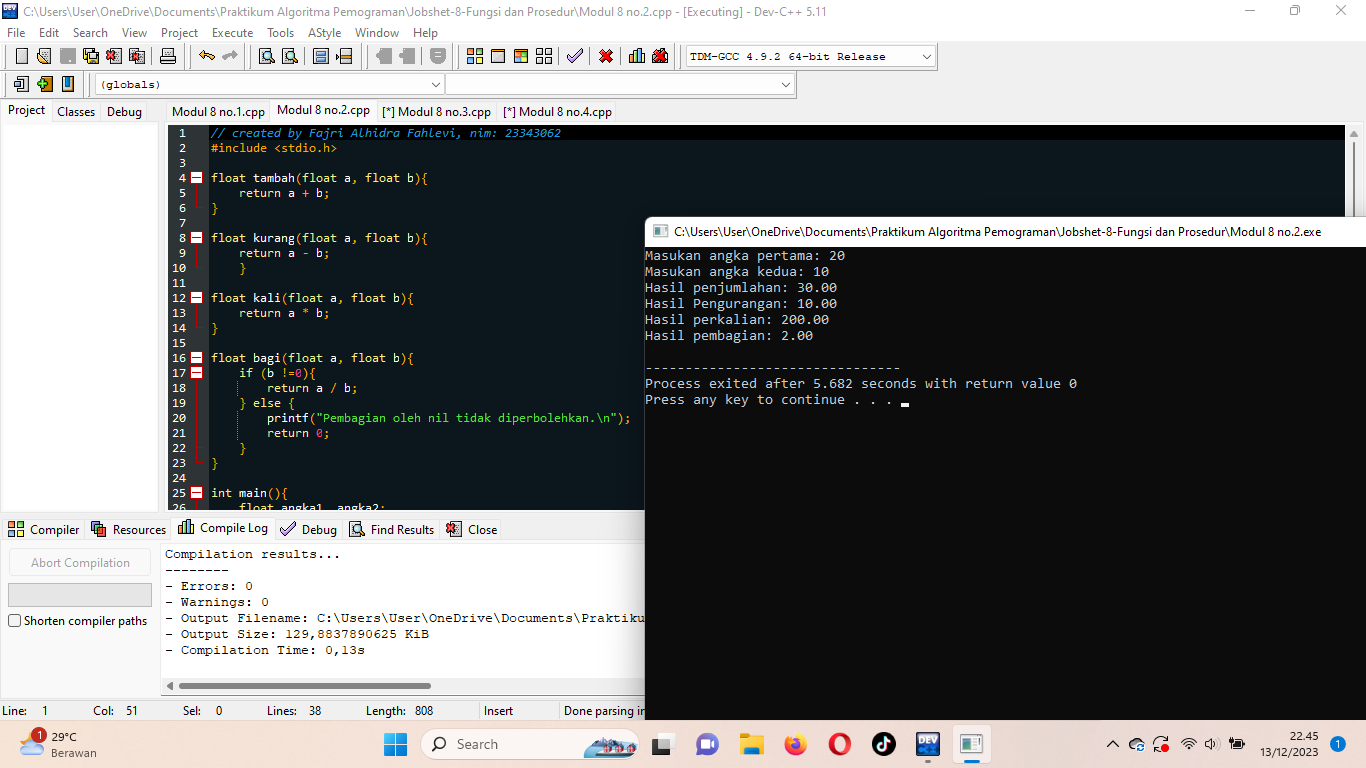 C:\Users\User\OneDrive\Documents\Praktikum Algoritma Pemograman\Jobshet-8-Fungsi dan Prosedur\Modul 8 no.2.cpp - [Executing] - Dev-C++ 5.11
File Edit Search View Project Execute Tools AStyle Window Help
TDM-GCC 4.9.2 64-bit Release
(globals)
Project Classes Debug
Modul 8 no.1.cpp Modul 8 no.2.cpp [*] Modul 8 no.3.cpp [*] Modul 8 no.4.cpp
1 // created by Fajri Alhidra Fahlevi, nim: 23343062
2 #include <stdio.h>
3
4 float tambah(float a, float b){
5 return a + b;
6 }
7
8 float kurang(float a, float b){
9 return a - b;
10 }
11
12 float kali(float a, float b){
13 return a * b;
14 }
15
16 float bagi(float a, float b){
17 if (b !=0){
18 return a / b;
19 } else {
20 printf("Pembagian oleh nil tidak diperbolehkan.\n");
21 return 0;
22 }
23 }
24
25 int main(){
26 float angka1, angka2;
C:\Users\User\OneDrive\Documents\Praktikum Algoritma Pemograman\Jobshet-8-Fungsi dan Prosedur\Modul 8 no.2.exe
Masukan angka pertama: 20
Masukan angka kedua: 10
Hasil penjumlahan: 30.00
Hasil Pengurangan: 10.00
Hasil perkalian: 200.00
Hasil pembagian: 2.00
--------------------------------
Process exited after 5.682 seconds with return value 0
Press any key to continue . . .
Compiler Resources Compile Log Debug Find Results Close
Abort Compilation
Shorten compiler paths
Compilation results...
--------
- Errors: 0
- Warnings: 0
- Output Filename: C:\Users\User\OneDrive\Documents\Praktiku
- Output Size: 129,8837890625 KiB
- Compilation Time: 0,13s
Line: 1 Col: 51 Sel: 0 Lines: 38 Length: 808 Insert Done parsing in
1
29°C
Berawan
Search
DEV
22.45
13/12/2023
1